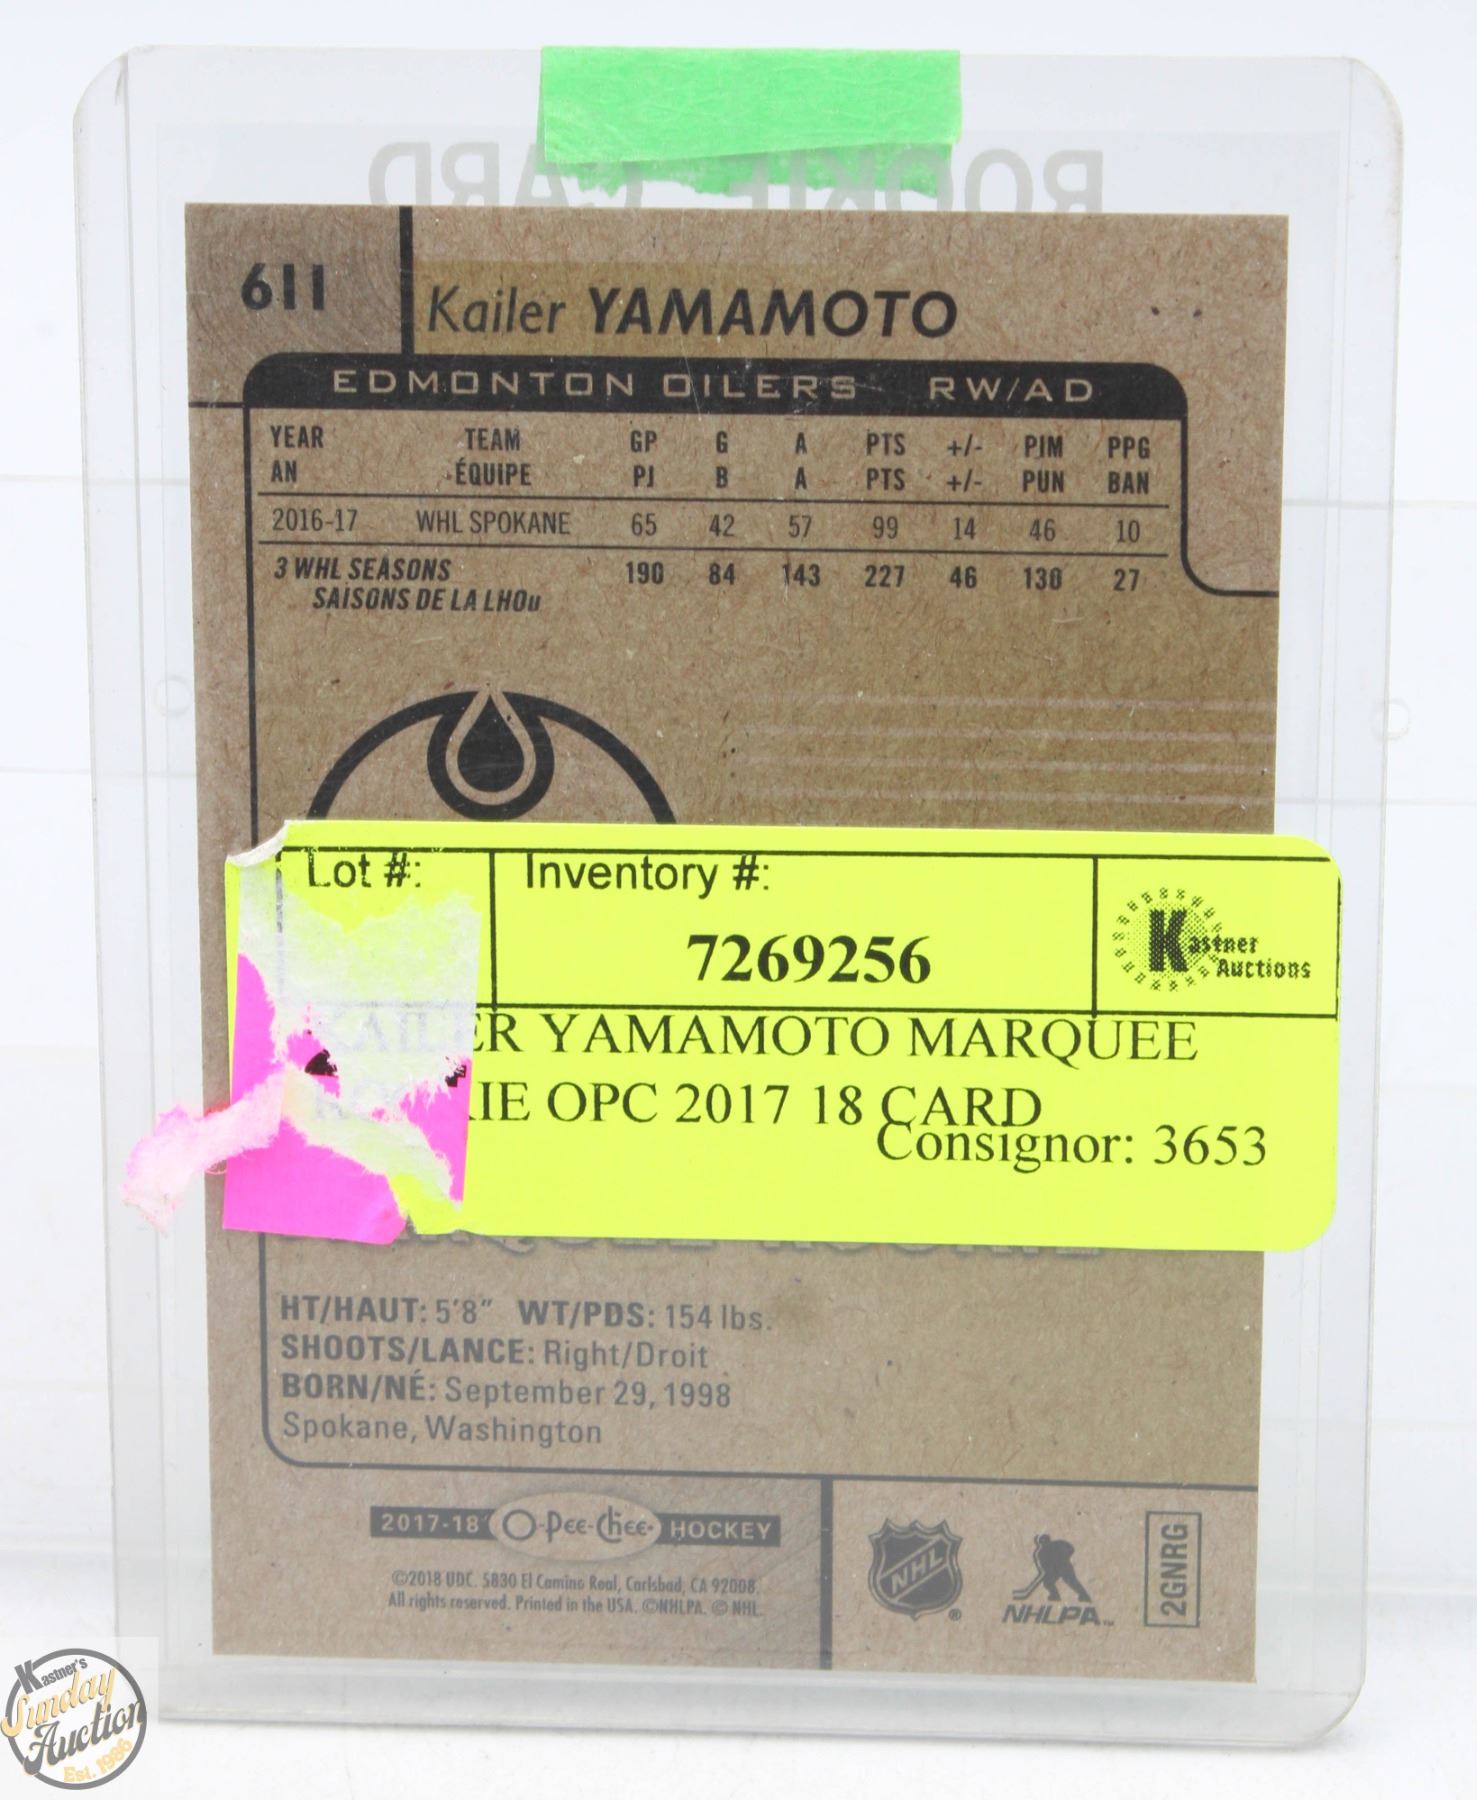 ROOKIE CARD
611
Kailer YAMAMOTO
EDMONTON OILERS RW/AD
YEAR TEAM GP G A PTS +/- PIM PPG
AN ÉQUIPE PJ B A PTS +/- PUN BAN
2016-17 WHL SPOKANE 65 42 57 99 14 46 10
3 WHL SEASONS 190 84 143 227 46 130 27
SAISONS DE LA LHOu
Lot #: Inventory #:
7269256
Kastner
Auctions
KAILER YAMAMOTO MARQUEE
OPC 2017 18 CARD
Consignor: 3653
HT/HAUT: 5'8" WT/PDS: 154 lbs.
SHOOTS/LANCE: Right/Droit
BORN/NÉ: September 29, 1998
Spokane, Washington
2017-18 O-Pee-Chee HOCKEY
©2018 UDC. 5830 El Camino Real, Carlsbad, CA 92008.
All rights reserved. Printed in the USA. ©NHLPA. © NHL.
NHL ®
NHLPA™
2GNRG
Kastner's
Sunday
Auction
Est. 1986